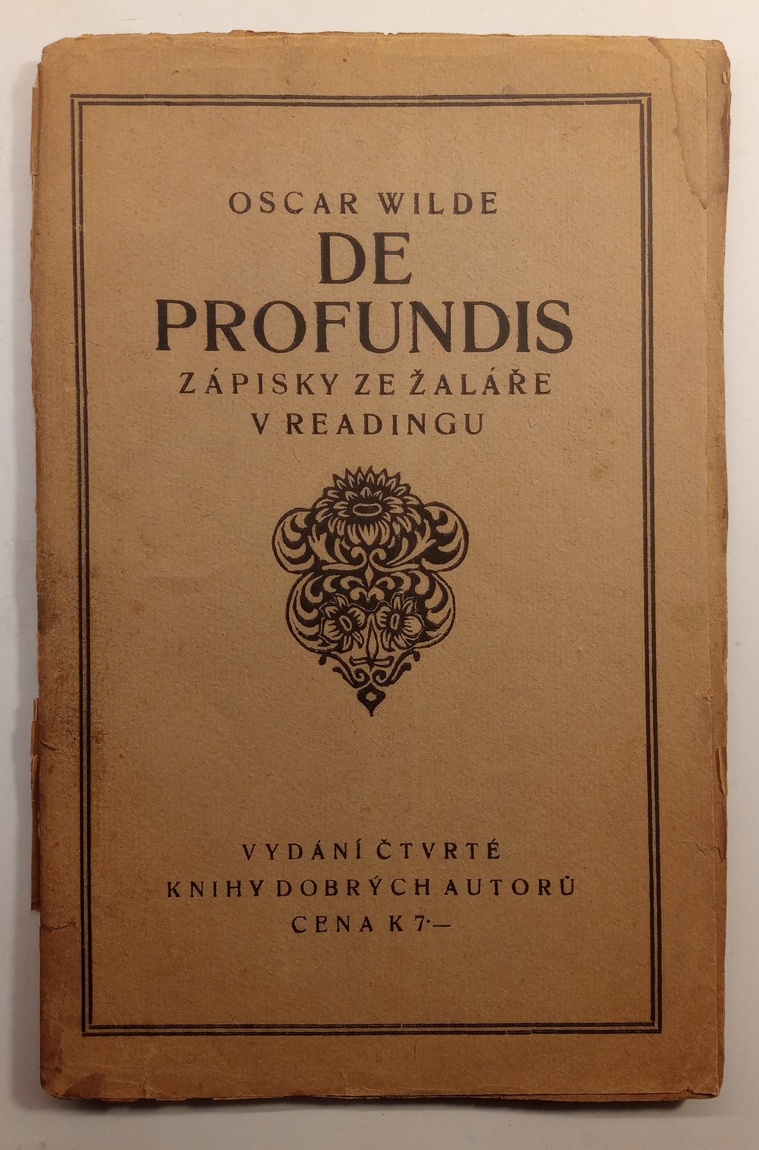 OSCAR WILDE
DE
PROFUNDIS
ZÁPISKY ZE ŽALÁŘE
V READINGU
VYDÁNÍ ČTVRTÉ
KNIHY DOBRÝCH AUTORŮ
CENA K 7·—